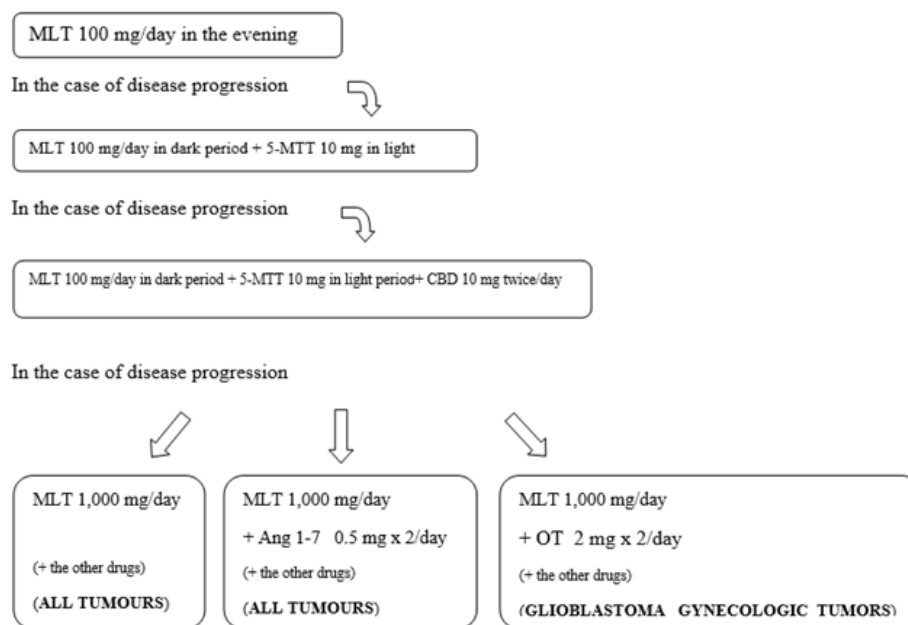 MLT 100 mg/day in the evening
In the case of disease progression
MLT 100 mg/day in dark period + 5-MTT 10 mg in light
In the case of disease progression
MLT 100 mg/day in dark period + 5-MTT 10 mg in light period+ CBD 10 mg twice/day
In the case of disease progression
MLT 1,000 mg/day
(+ the other drugs)
(ALL TUMOURS)
MLT 1,000 mg/day
+ Ang 1-7 0.5 mg x 2/day
(+ the other drugs)
(ALL TUMOURS)
MLT 1,000 mg/day
+ OT 2 mg x 2/day
(+ the other drugs)
(GLIOBLASTOMA GYNECOLOGIC TUMORS)